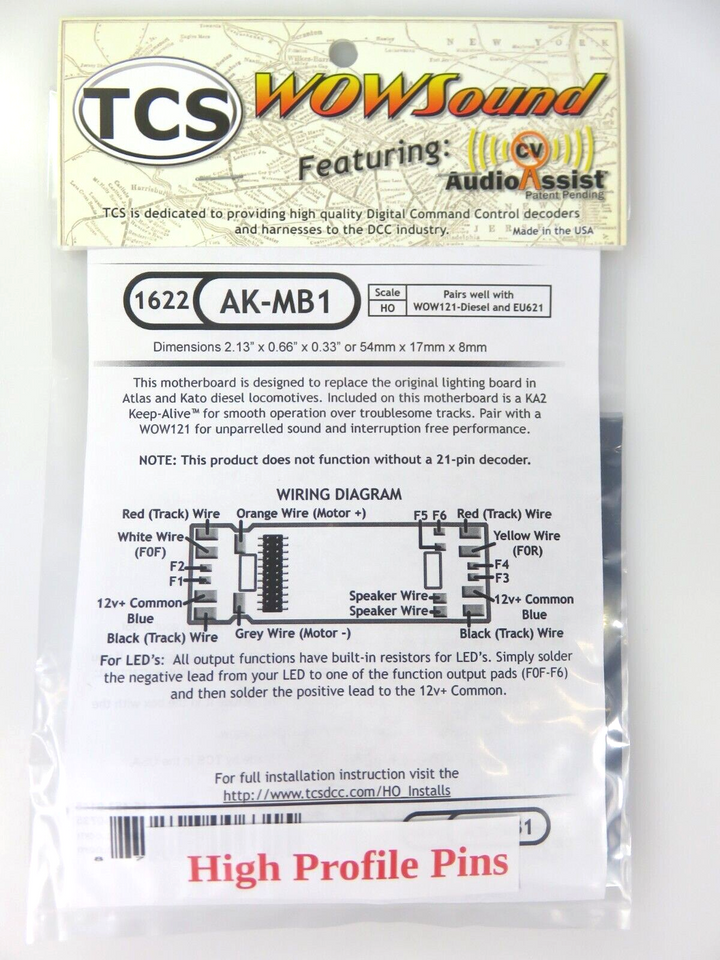 TCS
WOWSound
Featuring:
CV
AudioAssist
Patent Pending
TCS is dedicated to providing high quality Digital Command Control decoders
and harnesses to the DCC industry.
Made in the USA
1622 AK-MB1
Scale
HO
Pairs well with
WOW121-Diesel and EU621
Dimensions 2.13" x 0.66" x 0.33" or 54mm x 17mm x 8mm
This motherboard is designed to replace the original lighting board in
Atlas and Kato diesel locomotives. Included on this motherboard is a KA2
Keep-Alive™ for smooth operation over troublesome tracks. Pair with a
WOW121 for unparrelled sound and interruption free performance.
NOTE: This product does not function without a 21-pin decoder.
WIRING DIAGRAM
Red (Track) Wire
Orange Wire (Motor +)
F5 F6
Red (Track) Wire
White Wire
(F0F)
Yellow Wire
(F0R)
F2
F1
F4
F3
12v+ Common
Blue
Speaker Wire
Speaker Wire
12v+ Common
Blue
Black (Track) Wire
Grey Wire (Motor -)
Black (Track) Wire
For LED's: All output functions have built-in resistors for LED's. Simply solder
the negative lead from your LED to one of the function output pads (F0F-F6)
and then solder the positive lead to the 12v+ Common.
For full installation instruction visit the
http://www.tcsdcc.com/HO_Installs
High Profile Pins